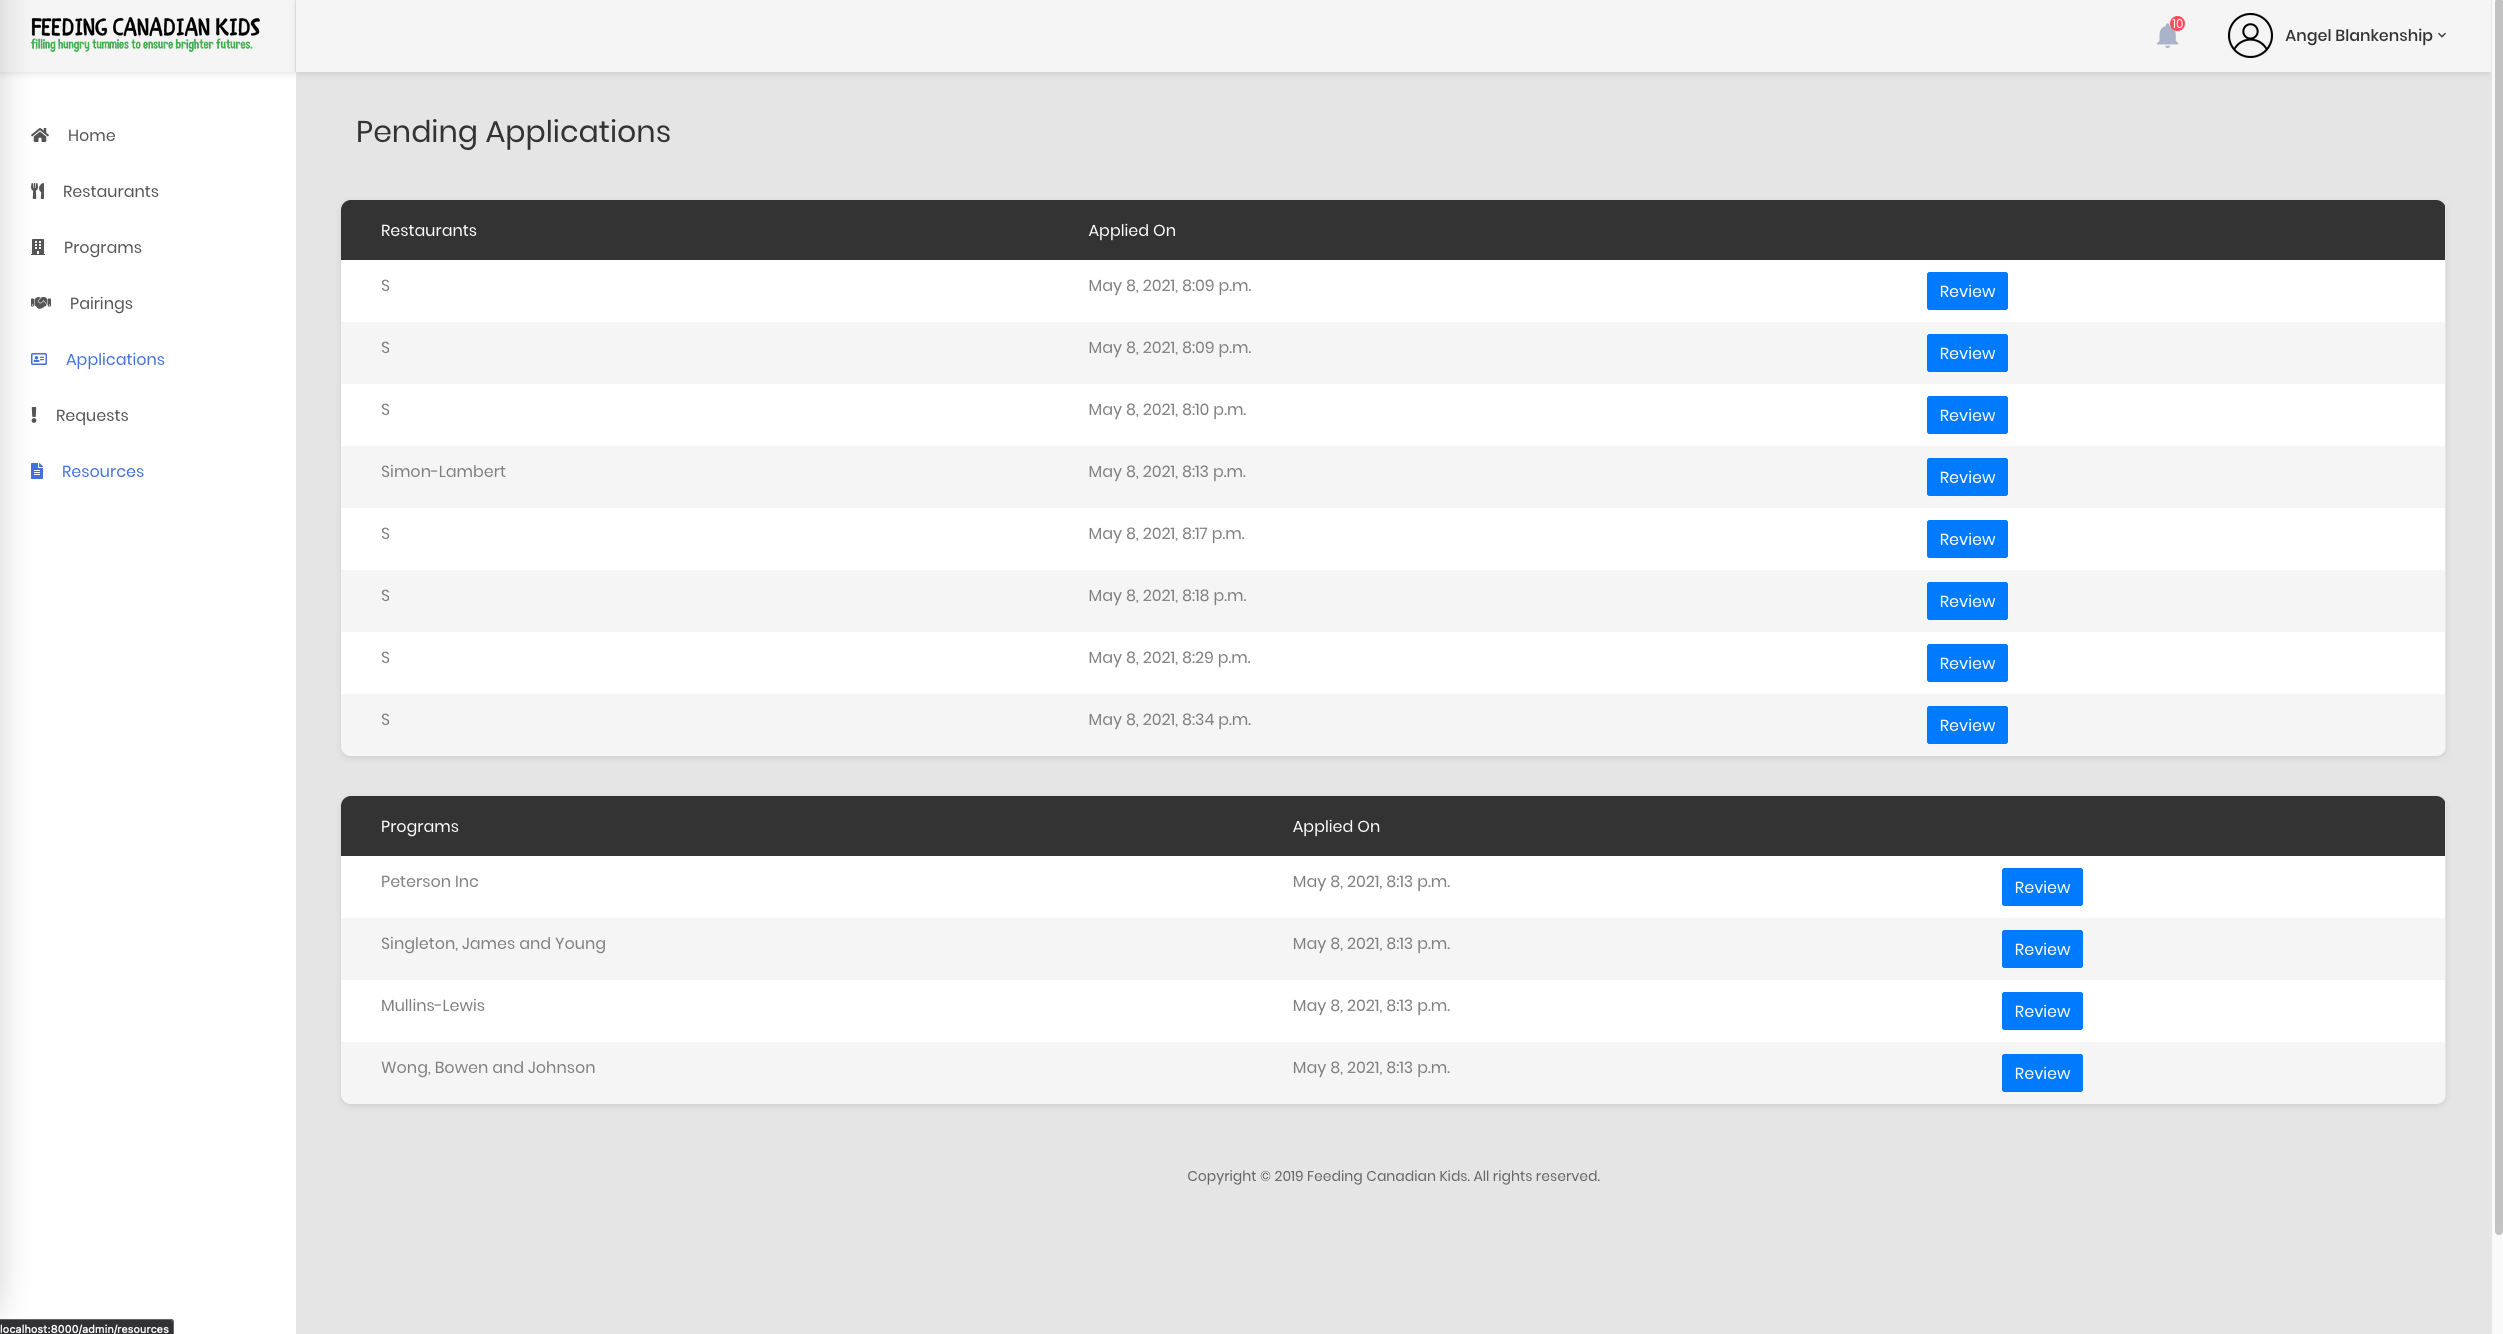 FEEDING CANADIAN KIDS
filling hungry tummies to ensure brighter futures.
10
Angel Blankenship
Home
Restaurants
Programs
Pairings
Applications
Requests
Resources
Pending Applications
Restaurants Applied On
S May 8, 2021, 8:09 p.m. Review
S May 8, 2021, 8:09 p.m. Review
S May 8, 2021, 8:10 p.m. Review
Simon-Lambert May 8, 2021, 8:13 p.m. Review
S May 8, 2021, 8:17 p.m. Review
S May 8, 2021, 8:18 p.m. Review
S May 8, 2021, 8:29 p.m. Review
S May 8, 2021, 8:34 p.m. Review
Programs Applied On
Peterson Inc May 8, 2021, 8:13 p.m. Review
Singleton, James and Young May 8, 2021, 8:13 p.m. Review
Mullins-Lewis May 8, 2021, 8:13 p.m. Review
Wong, Bowen and Johnson May 8, 2021, 8:13 p.m. Review
Copyright © 2019 Feeding Canadian Kids. All rights reserved.
localhost:8000/admin/resources